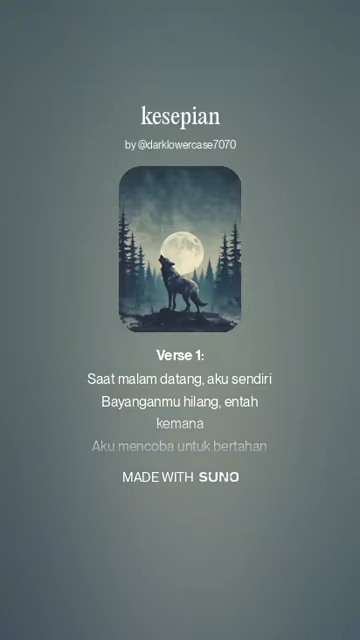 kesepian
by @darklowercase7070
Verse 1:
Saat malam datang, aku sendiri
Bayanganmu hilang, entah
kemana
Aku mencoba untuk bertahan
MADE WITH SUNO